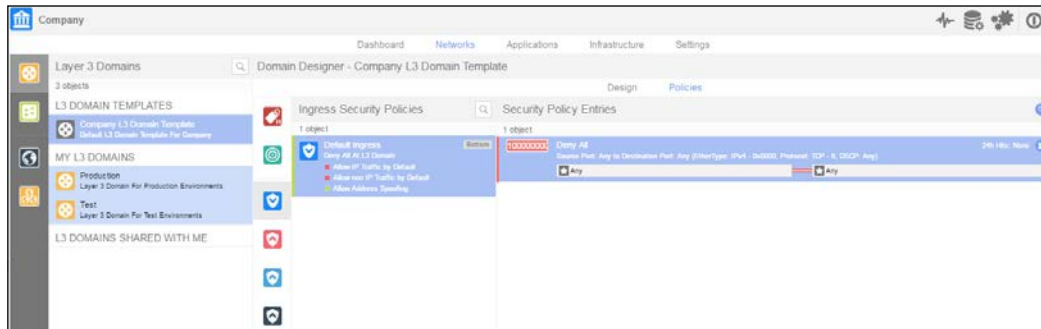 Company
Dashboard Networks Applications Infrastructure Settings
Layer 3 Domains
Domain Designer - Company L3 Domain Template
3 objects
Design Policies
L3 DOMAIN TEMPLATES
Company L3 Domain Template
Default L3 Domain Template For Company
MY L3 DOMAINS
Production
Layer 3 Domain For Production Environments
Test
Layer 3 Domain For Test Environments
L3 DOMAINS SHARED WITH ME
Ingress Security Policies
1 object
Default Ingress
Bottom
Deny All At L3 Domain
Allow IP Traffic by Default
Allow non IP Traffic by Default
Allow Address Spoofing
Security Policy Entries
1 object
Deny All
24h Hits: None
Source Port: Any to Destination Port: Any (EtherType: IPv4 - 0x0800, Protocol: TCP - 6, DSCP: Any)
Any
Any